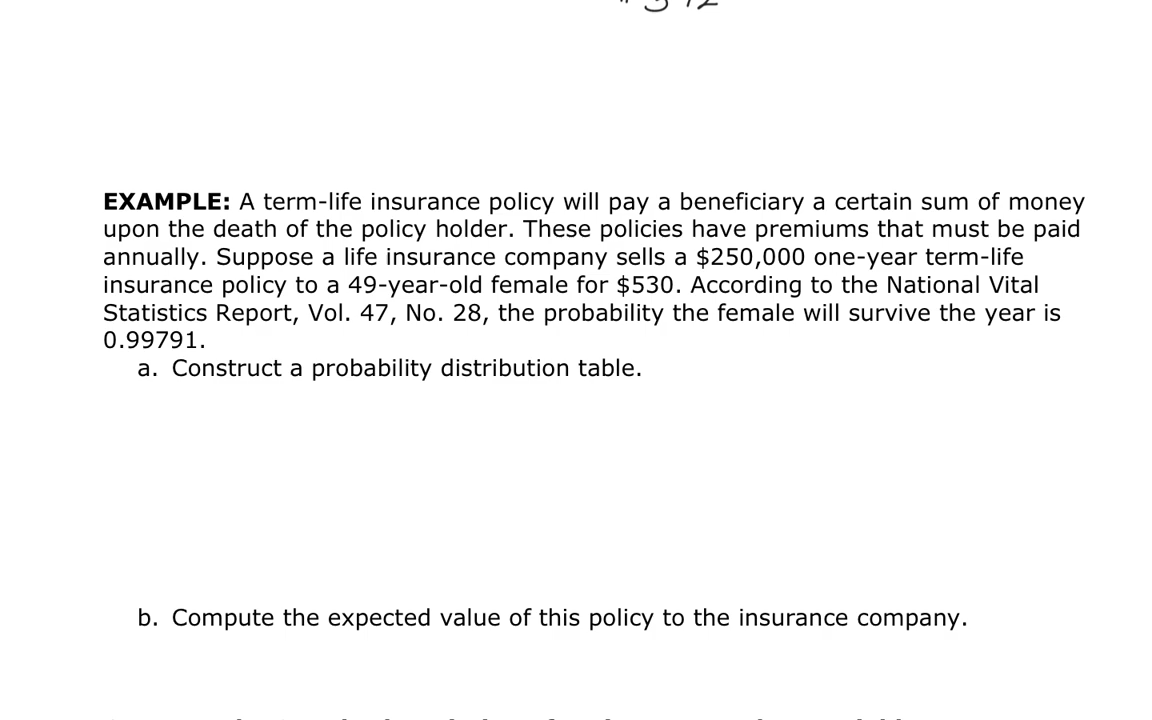 EXAMPLE: A term-life insurance policy will pay a beneficiary a certain sum of money
upon the death of the policy holder. These policies have premiums that must be paid
annually. Suppose a life insurance company sells a $250,000 one-year term-life
insurance policy to a 49-year-old female for $530. According to the National Vital
Statistics Report, Vol. 47, No. 28, the probability the female will survive the year is
0.99791.
a. Construct a probability distribution table.
b. Compute the expected value of this policy to the insurance company.